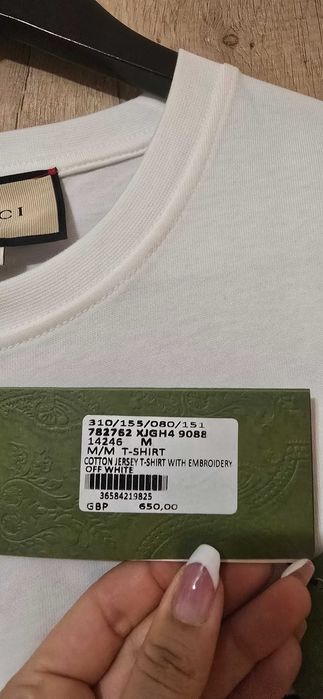 CI
310/155/080/151
782762 XJGH4 9088
14246 M
M/M T-SHIRT
COTTON JERSEY T-SHIRT WITH EMBROIDERY
OFF WHITE
36584219825
GBP 650,00